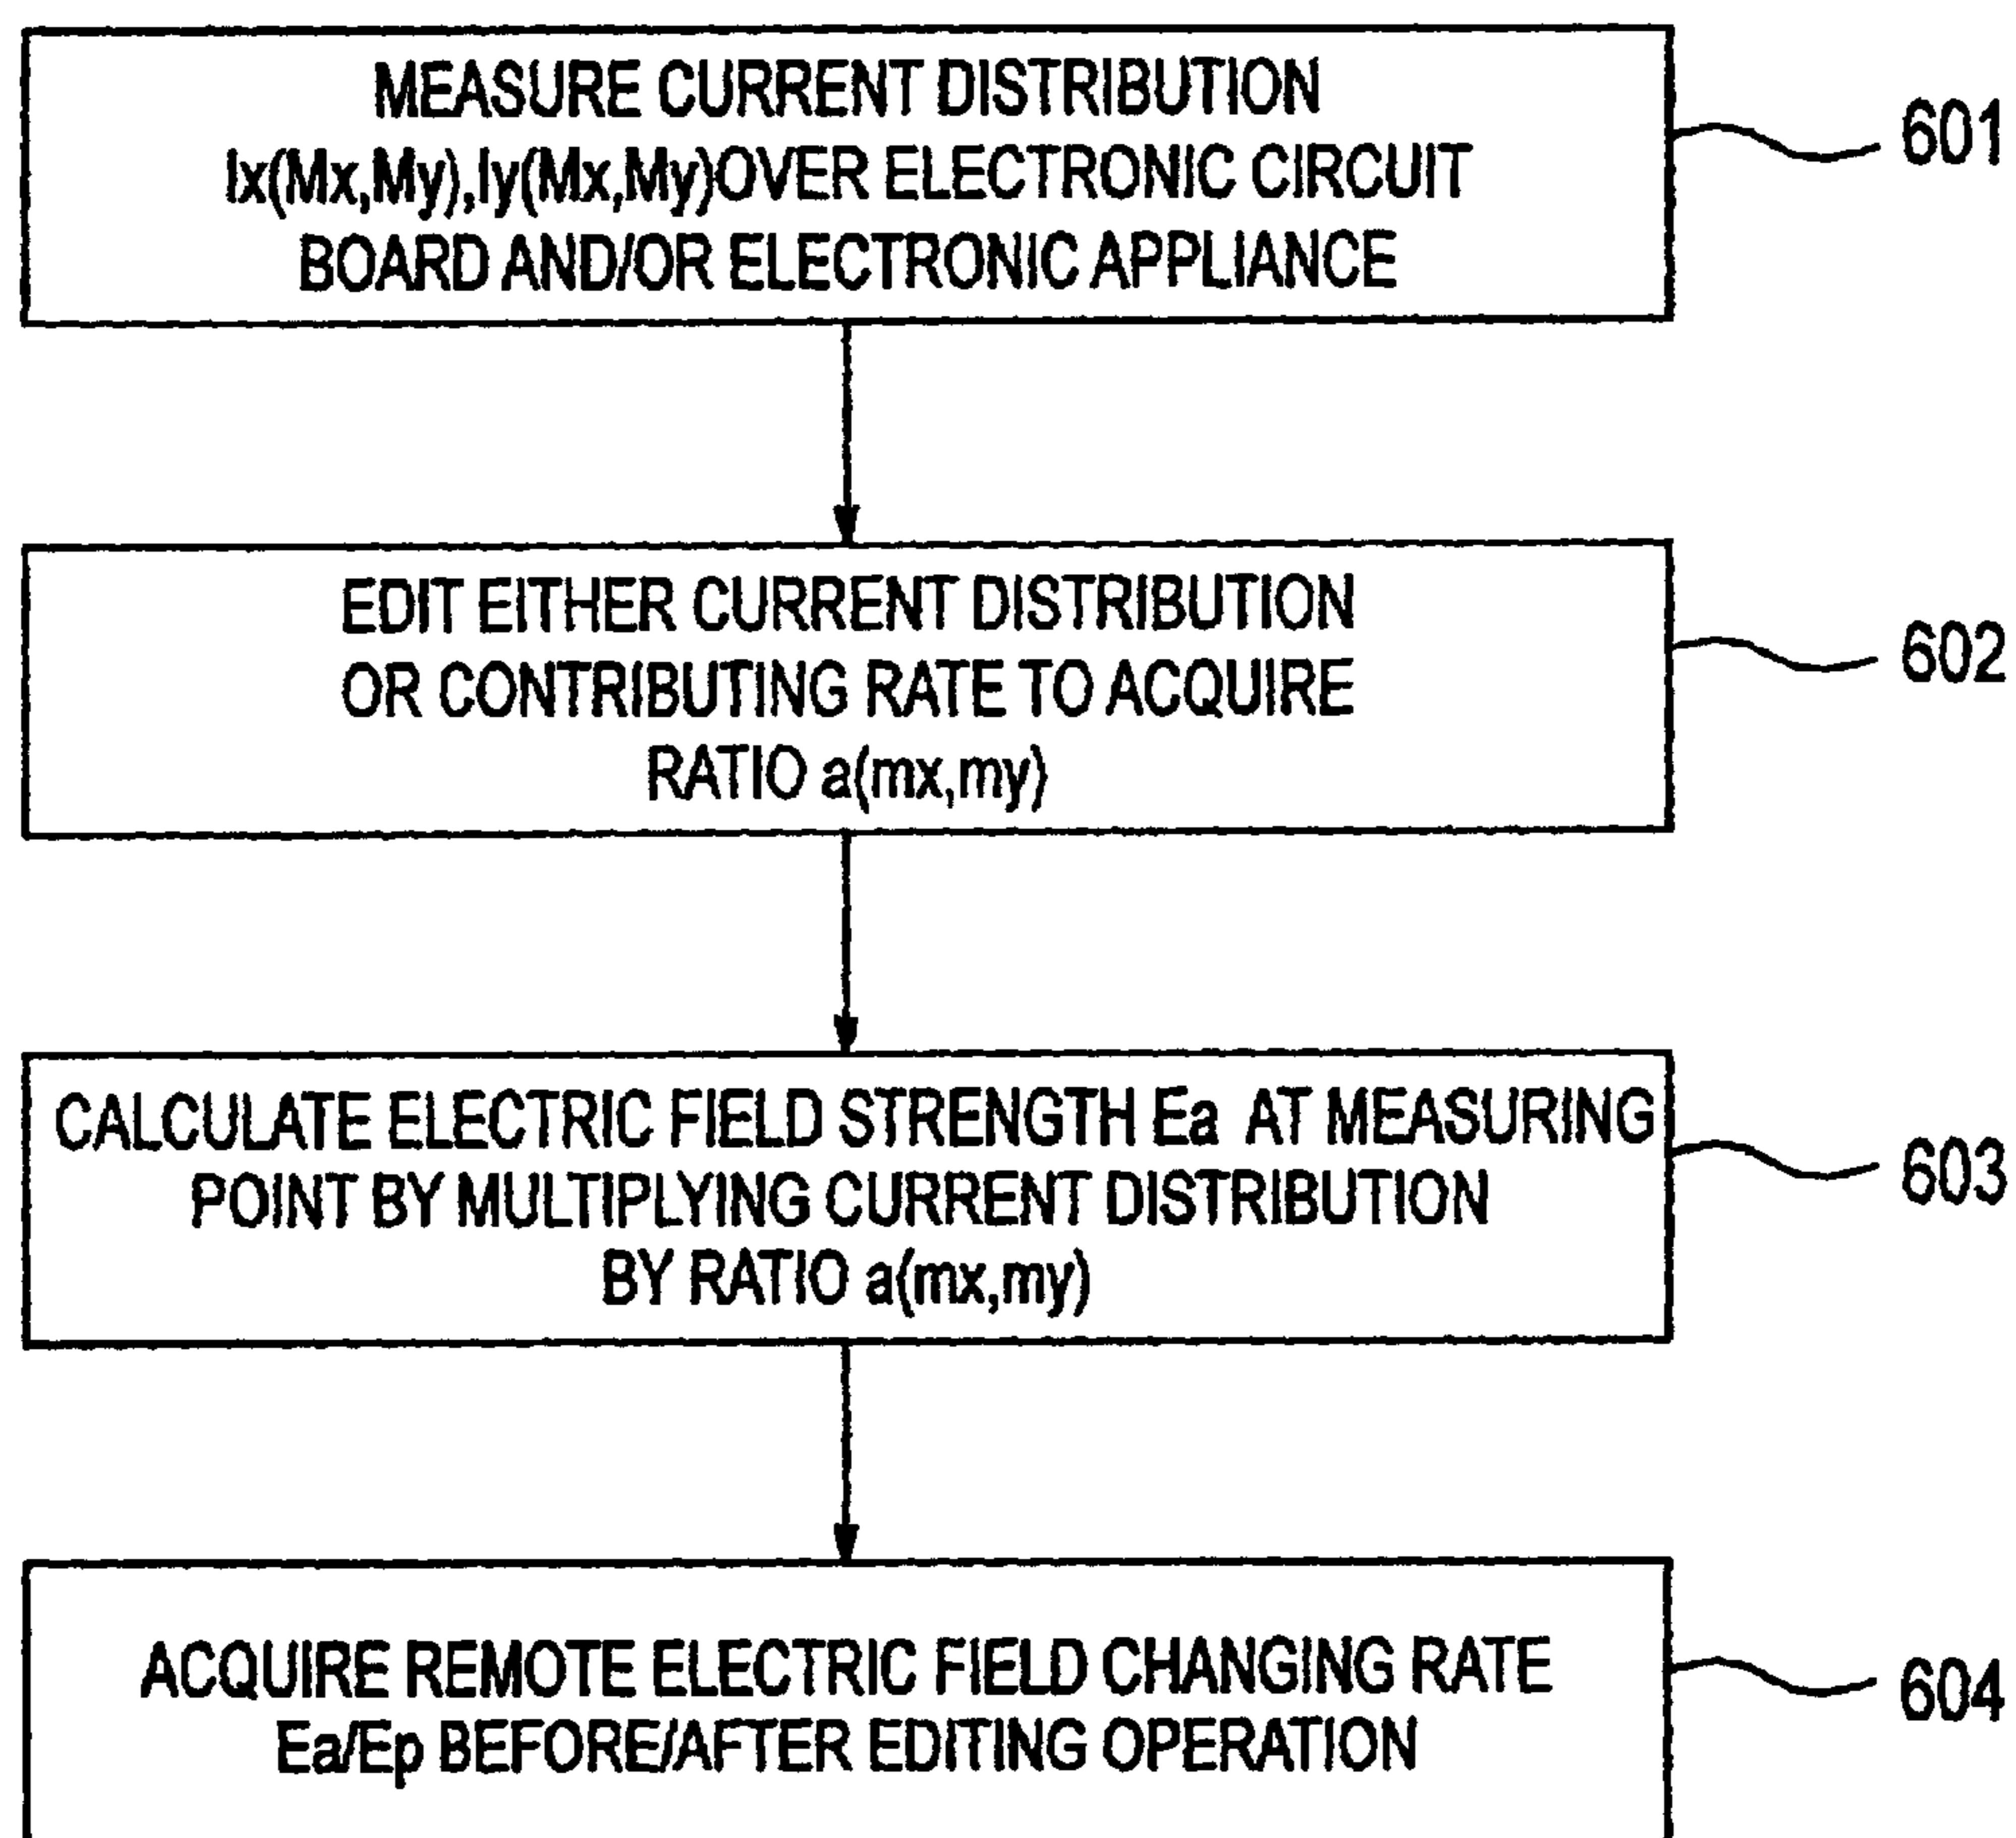 MEASURE CURRENT DISTRIBUTION
Ix(Mx,My),Iy(Mx,My)OVER ELECTRONIC CIRCUIT
BOARD AND/OR ELECTRONIC APPLIANCE
601
EDIT EITHER CURRENT DISTRIBUTION
OR CONTRIBUTING RATE TO ACQUIRE
RATIO a(mx,my)
602
CALCULATE ELECTRIC FIELD STRENGTH Ea AT MEASURING
POINT BY MULTIPLYING CURRENT DISTRIBUTION
BY RATIO a(mx,my)
603
ACQUIRE REMOTE ELECTRIC FIELD CHANGING RATE
Ea/Ep BEFORE/AFTER EDITING OPERATION
604